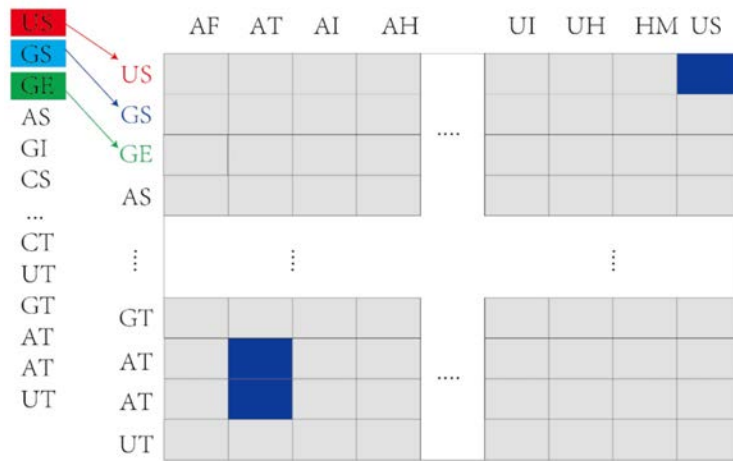 US
GS
GE
AS
GI
CS
...
CT
UT
GT
AT
AT
UT
AF AT AI AH UI UH HM US
US
GS
GE
AS
....
GT
AT
AT
UT
....
....
....
....